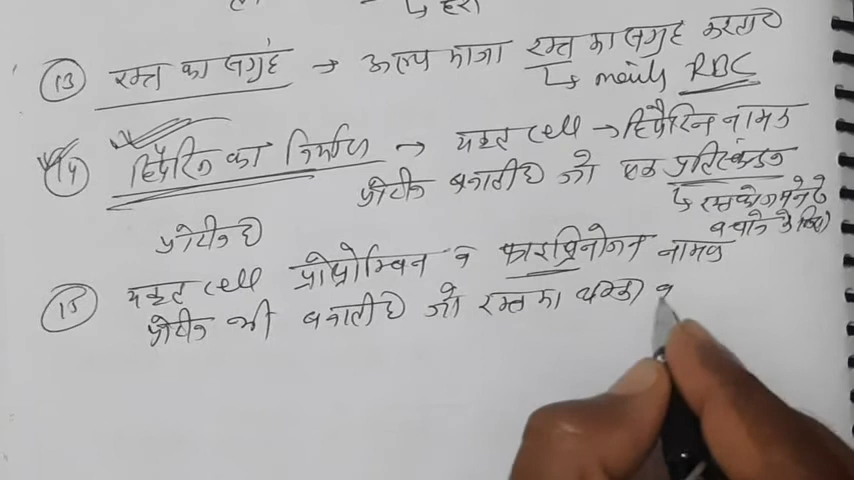 ↳ हरा
(13) रक्त का संग्रह → अल्प मात्रा रक्त का संग्रह करता है
↳ mainly RBC
(14) हिपैरिन का निर्माण → यकृत cell → हिपैरिन नामक
प्रोटीन बनाती है जो एक प्रतिस्कंदन
↳ रक्त को जमने से
प्रोटीन है
बचाने के लिए)
(15) यकृत cell प्रोथ्रोम्बिन व फाइब्रिनोजन नामक
प्रोटीन भी बनाती है जो रक्त का थक्का ब